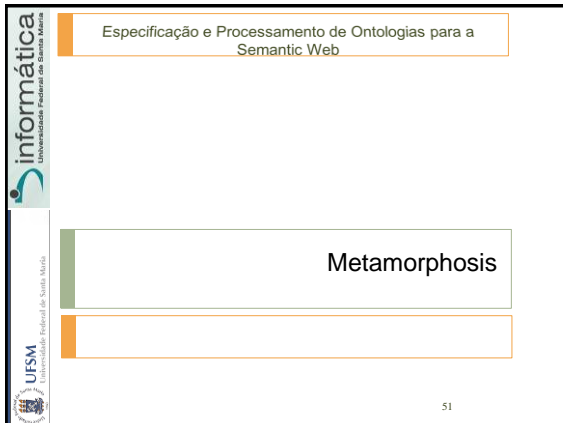 Especificação e Processamento de Ontologias para a
Semantic Web
informática
Universidade Federal de Santa Maria
Metamorphosis
UFSM
Universidade Federal de Santa Maria
51